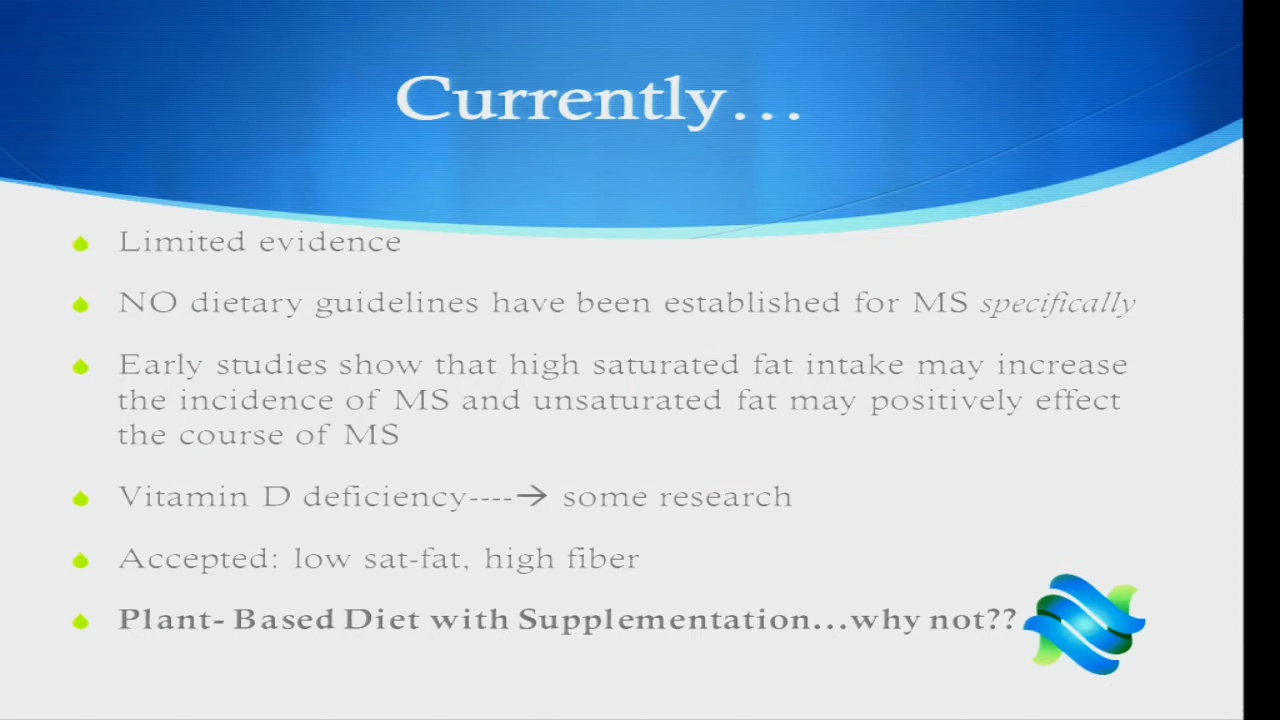 Currently...
Limited evidence
NO dietary guidelines have been established for MS specifically
Early studies show that high saturated fat intake may increase
the incidence of MS and unsaturated fat may positively effect
the course of MS
Vitamin D deficiency----→ some research
Accepted: low sat-fat, high fiber
Plant- Based Diet with Supplementation...why not??